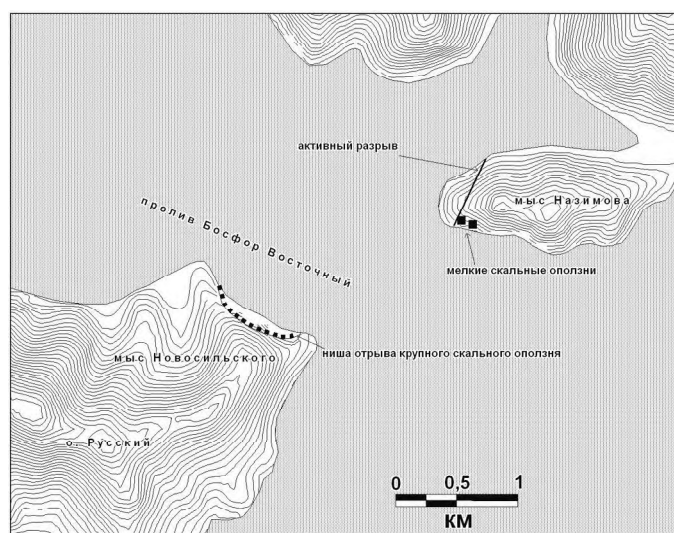 активный разрыв
мыс Назимова
пролив Босфор Восточный
мелкие скальные оползни
мыс Новосильского
ниша отрыва крупного скального оползня
о. Русский
0 0,5 1
КМ